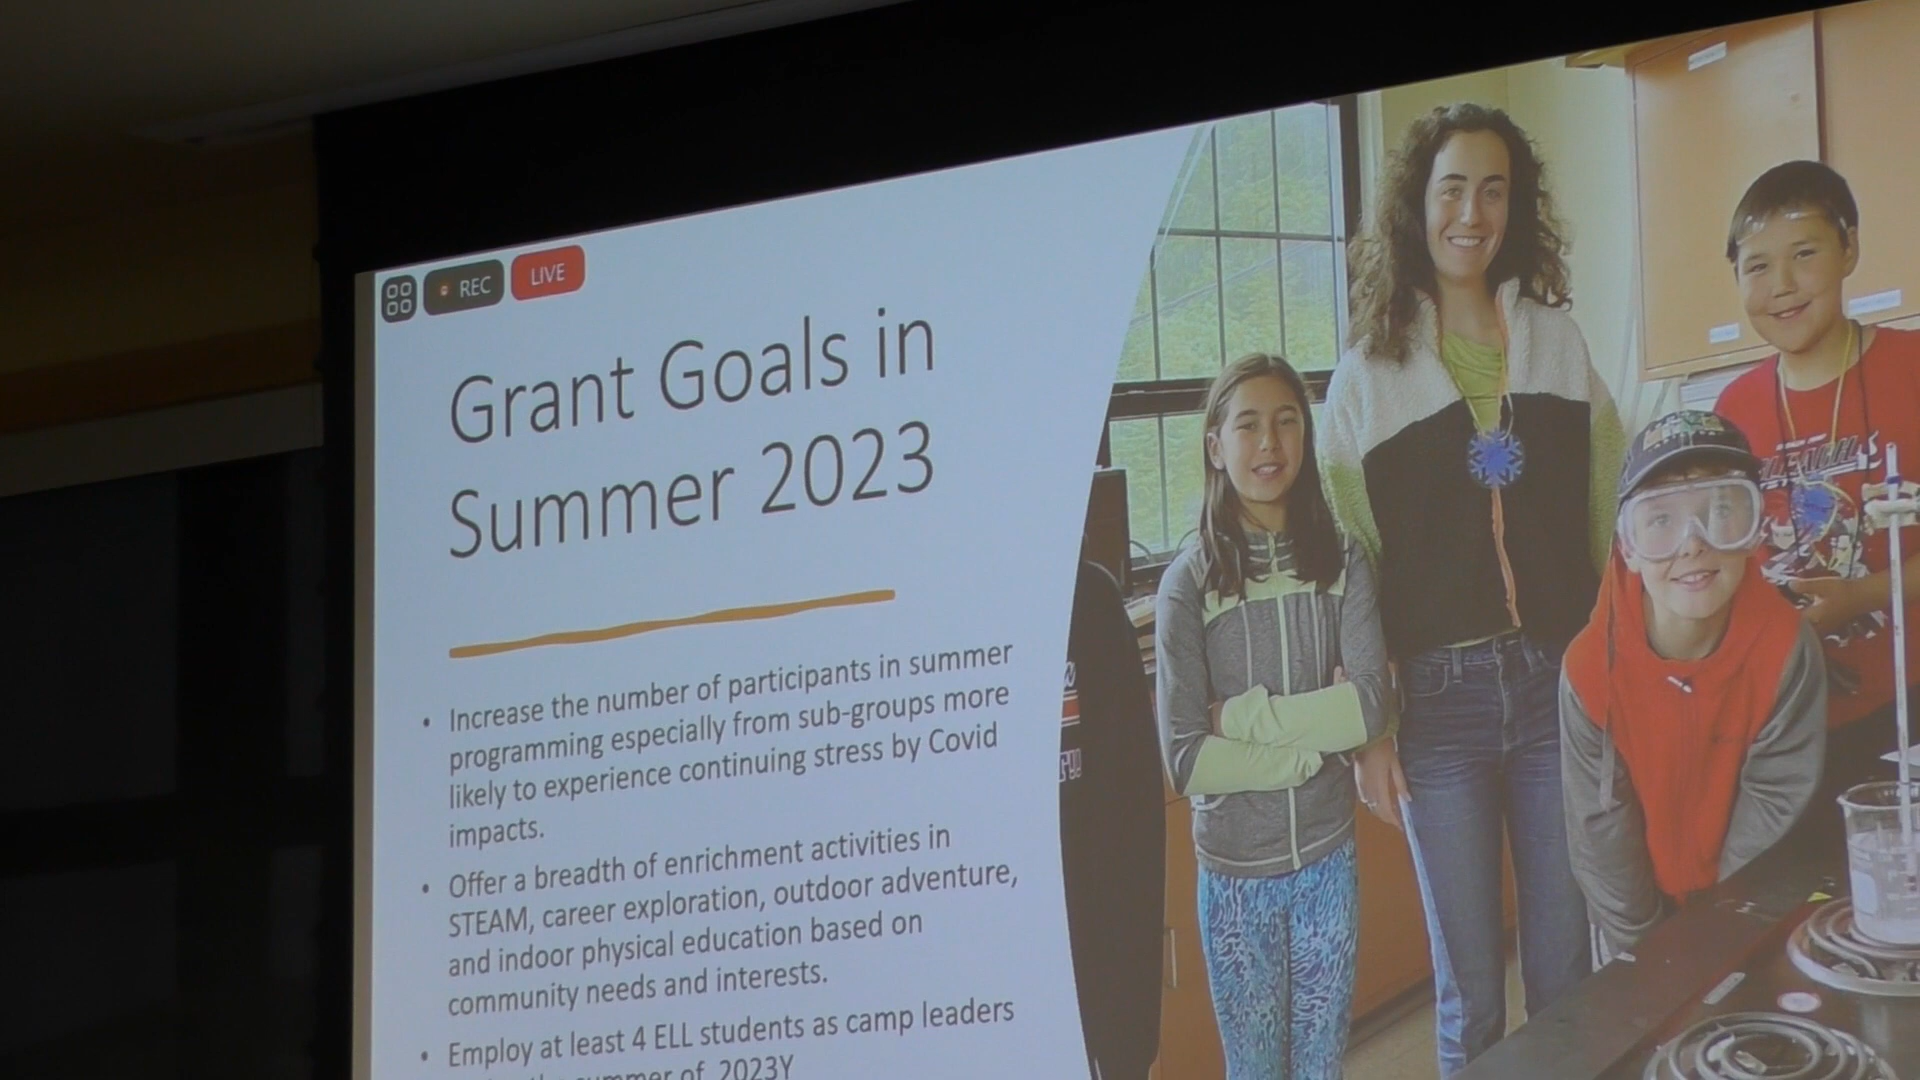 REC
LIVE
Grant Goals in
Summer 2023
• Increase the number of participants in summer
programming especially from sub-groups more
likely to experience continuing stress by Covid
impacts.
• Offer a breadth of enrichment activities in
STEAM, career exploration, outdoor adventure,
and indoor physical education based on
community needs and interests.
• Employ at least 4 ELL students as camp leaders
summer of 2023Y